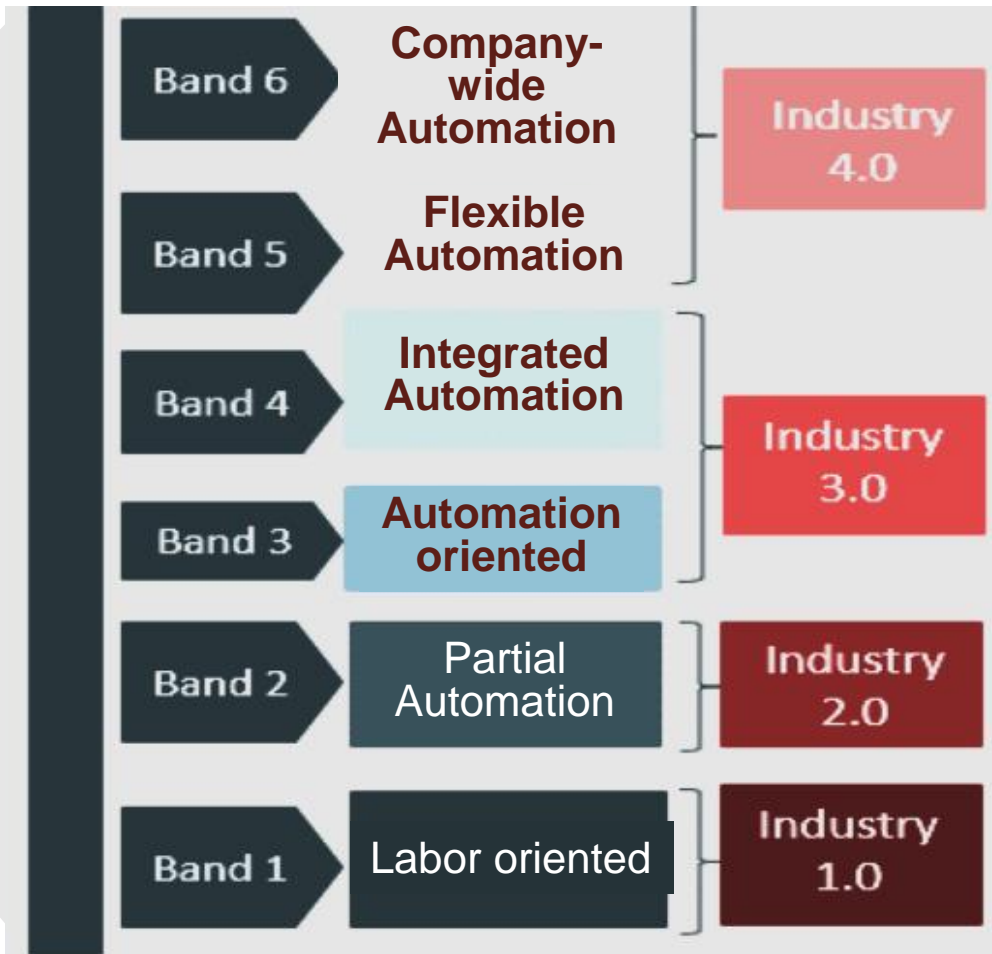 Band 6
Company-
wide
Automation
Industry
4.0
Band 5
Flexible
Automation
Band 4
Integrated
Automation
Industry
3.0
Band 3
Automation
oriented
Band 2
Partial
Automation
Industry
2.0
Band 1
Labor oriented
Industry
1.0